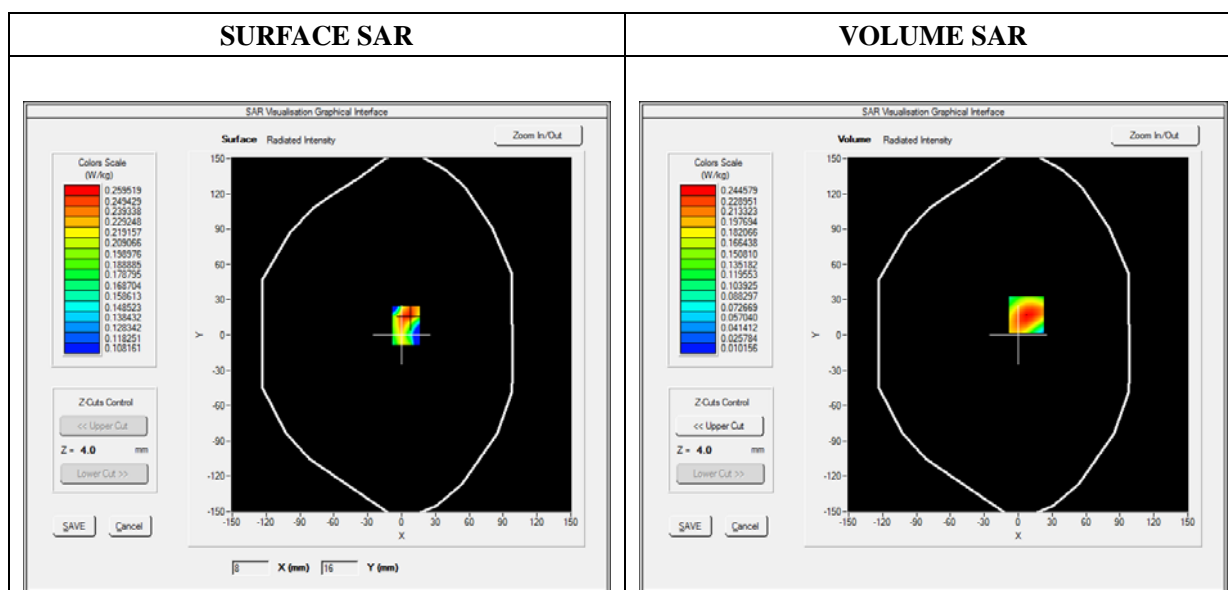 SURFACE SAR
VOLUME SAR
SAR Visualisation Graphical Interface
Surface Radiated Intensity
Zoom In/Out
Colors Scale
(W/kg)
0.259519
0.249429
0.239338
0.229248
0.219157
0.209066
0.198976
0.188885
0.178795
0.168704
0.158613
0.148523
0.138432
0.128342
0.118251
0.108161
150
120
90
60
30
0
-30
-60
-90
-120
-150
Y
-150 -120 -90 -60 -30 0 30 60 90 120 150
X
Z-Cuts Control
<< Upper Cut
Z = 4.0 mm
Lower Cut >>
SAVE Cancel
8 X (mm) 16 Y (mm)
SAR Visualisation Graphical Interface
Volume Radiated Intensity
Zoom In/Out
Colors Scale
(W/kg)
0.244579
0.228951
0.213323
0.197694
0.182066
0.166438
0.150810
0.135182
0.119553
0.103925
0.088297
0.072669
0.057040
0.041412
0.025784
0.010156
150
120
90
60
30
0
-30
-60
-90
-120
-150
Y
-150 -120 -90 -60 -30 0 30 60 90 120 150
X
Z-Cuts Control
<< Upper Cut
Z = 4.0 mm
Lower Cut >>
SAVE Cancel